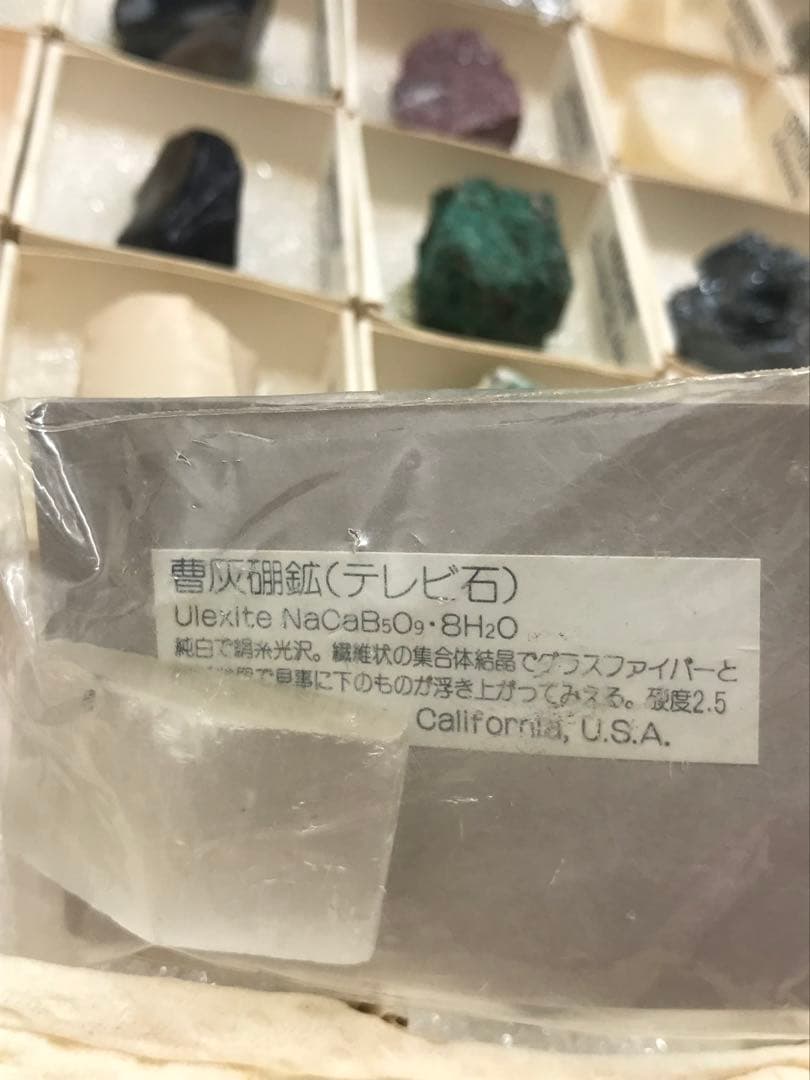 曹灰硼鉱(テレビ石)
Ulexite NaCaB₅O₉・8H₂O
純白で絹糸光沢。繊維状の集合体結晶でグラスファイバーと
で見事に下のものが浮き上がってみえる。硬度2.5
California, U.S.A.